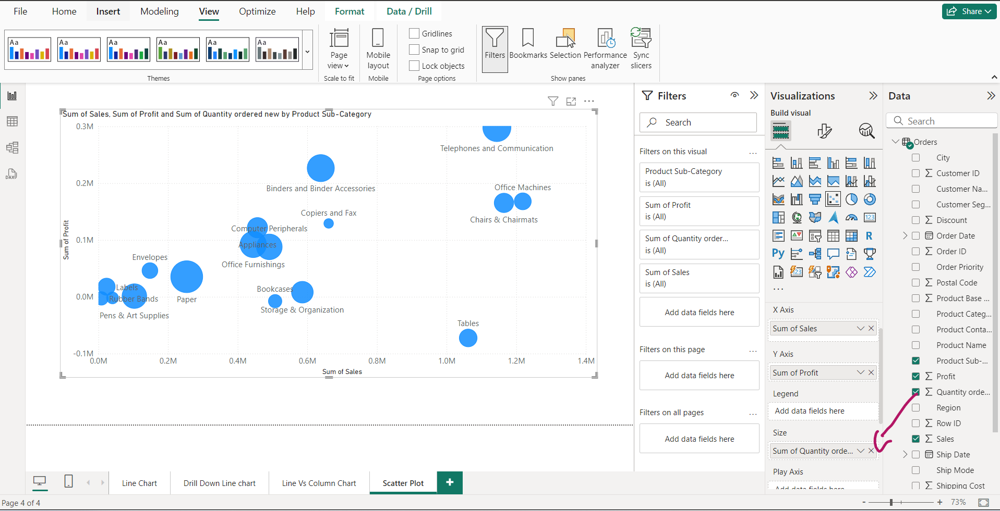 File Home Insert Modeling View Optimize Help Format Data / Drill Share
Aa Aa Aa Aa Aa Aa
Themes
Page view
Scale to fit
Mobile layout
Mobile
Gridlines
Snap to grid
Lock objects
Page options
Filters
Bookmarks
Selection
Performance analyzer
Sync slicers
Show panes
DAX
Sum of Sales, Sum of Profit and Sum of Quantity ordered new by Product Sub-Category
0.3M
0.2M
0.1M
0.0M
-0.1M
Sum of Profit
Telephones and Communication
Binders and Binder Accessories
Office Machines
Copiers and Fax
Chairs & Chairmats
Computer Peripherals
Appliances
Envelopes
Office Furnishings
Labels
Bookcases
Rubber Bands
Paper
Storage & Organization
Pens & Art Supplies
Tables
0.0M 0.2M 0.4M 0.6M 0.8M 1.0M 1.2M 1.4M
Sum of Sales
Filters
Search
Filters on this visual ...
Product Sub-Category
is (All)
Sum of Profit
is (All)
Sum of Quantity order...
is (All)
Sum of Sales
is (All)
Add data fields here
Filters on this page ...
Add data fields here
Filters on all pages ...
Add data fields here
Visualizations
Build visual
123
R
Py
123
...
X Axis
Sum of Sales
Y Axis
Sum of Profit
Legend
Add data fields here
Size
Sum of Quantity orde...
Play Axis
Add data fields here
Data
Search
Orders
City
Customer ID
Customer Na...
Customer Seg...
Discount
Order Date
Order ID
Order Priority
Postal Code
Product Base ...
Product Categ...
Product Conta...
Product Name
Product Sub-...
Profit
Quantity orde...
Region
Row ID
Sales
Ship Date
Ship Mode
Shipping Cost
Line Chart Drill Down Line chart Line Vs Column Chart Scatter Plot +
Page 4 of 4 - + 73%